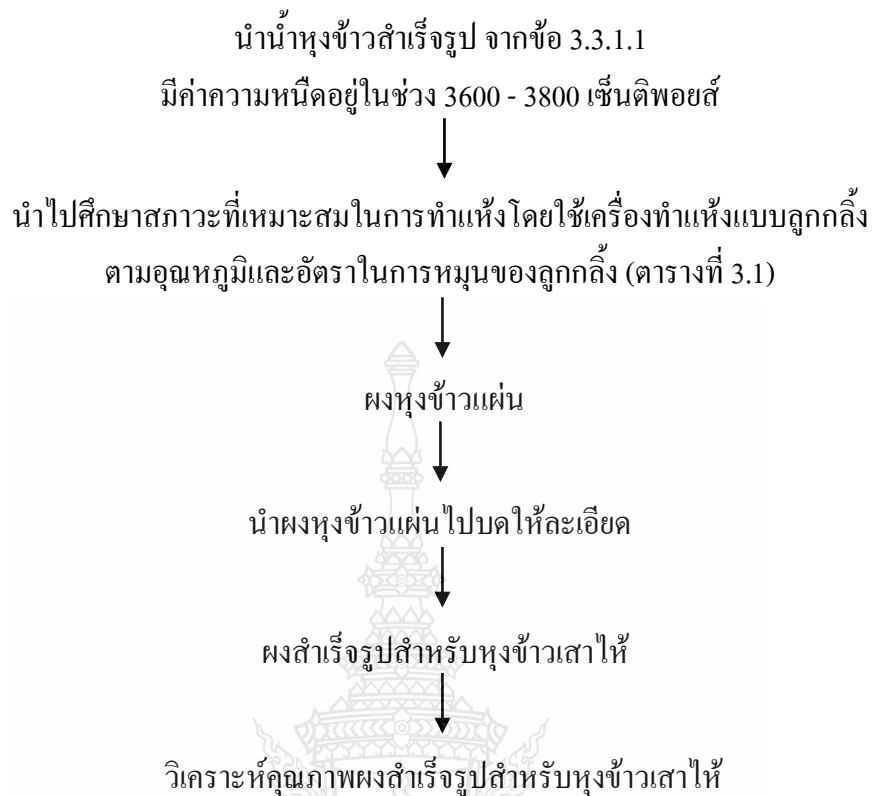 นำน้ำหุงข้าวสำเร็จรูป จากข้อ 3.3.1.1
มีค่าความหนืดอยู่ในช่วง 3600 - 3800 เซ็นติพอยส์
นำไปศึกษาสภาวะที่เหมาะสมในการทำแห้งโดยใช้เครื่องทำแห้งแบบลูกกลิ้ง
ตามอุณหภูมิและอัตราในการหมุนของลูกกลิ้ง (ตารางที่ 3.1)
ผงหุงข้าวแผ่น
นำผงหุงข้าวแผ่นไปบดให้ละเอียด
ผงสำเร็จรูปสำหรับหุงข้าวเสาไห้
วิเคราะห์คุณภาพผงสำเร็จรูปสำหรับหุงข้าวเสาไห้